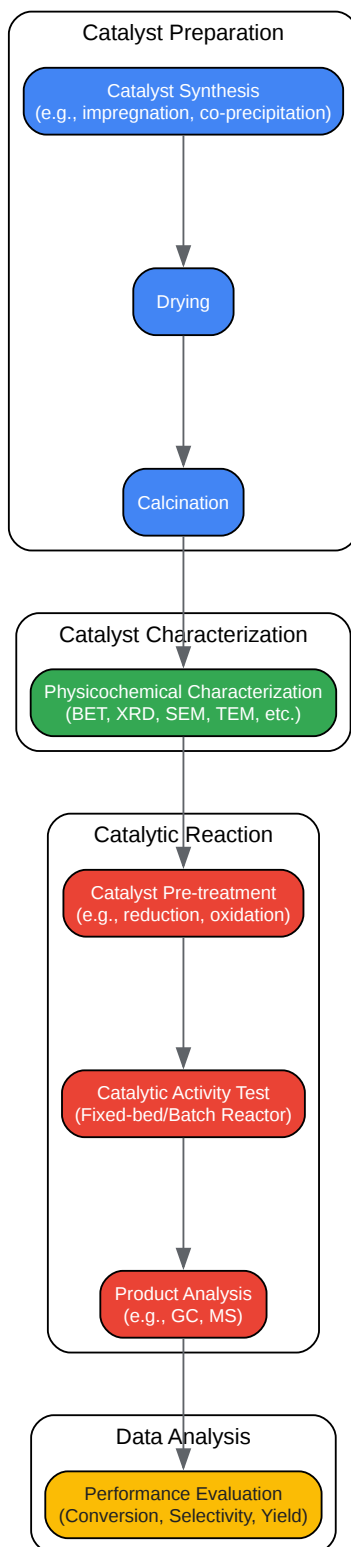 Catalyst Preparation
Catalyst Synthesis
(e.g., impregnation, co-precipitation)
Drying
Calcination
Catalyst Characterization
Physicochemical Characterization
(BET, XRD, SEM, TEM, etc.)
Catalytic Reaction
Catalyst Pre-treatment
(e.g., reduction, oxidation)
Catalytic Activity Test
(Fixed-bed/Batch Reactor)
Product Analysis
(e.g., GC, MS)
Data Analysis
Performance Evaluation
(Conversion, Selectivity, Yield)